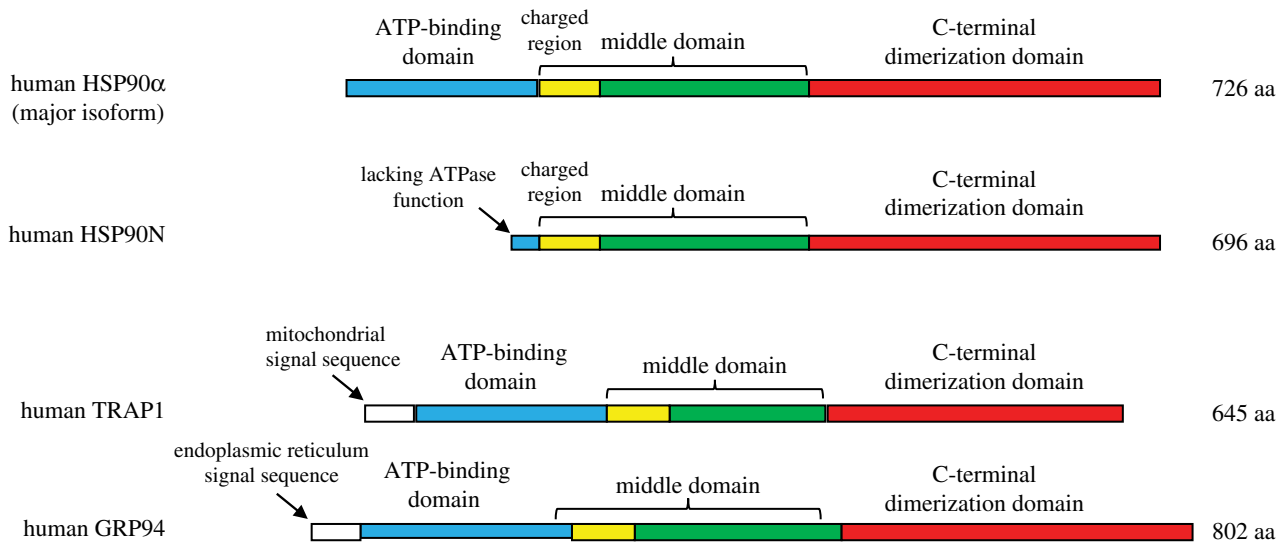 ATP-binding
domain
charged
region
middle domain
C-terminal
dimerization domain
human HSP90α
(major isoform)
726 aa
lacking ATPase
function
charged
region
middle domain
C-terminal
dimerization domain
human HSP90N
696 aa
mitochondrial
signal sequence
ATP-binding
domain
middle domain
C-terminal
dimerization domain
human TRAP1
645 aa
endoplasmic reticulum
signal sequence
ATP-binding
domain
middle domain
C-terminal
dimerization domain
human GRP94
802 aa